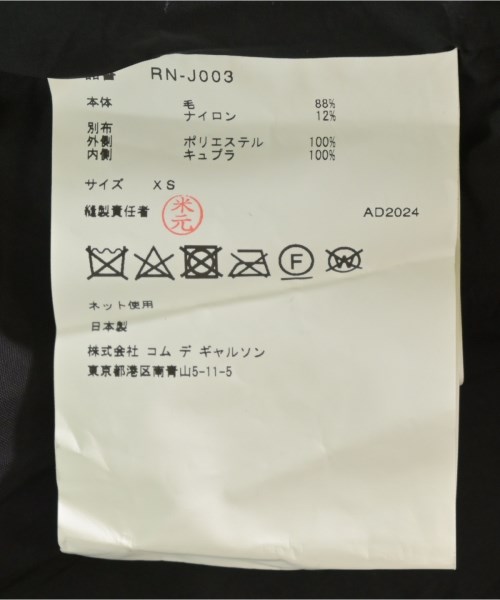 品番 RN-J003
本体 毛 88%
ナイロン 12%
別布
外側 ポリエステル 100%
内側 キュプラ 100%
サイズ XS
縫製責任者 米元 AD2024
F W
ネット使用
日本製
株式会社 コム デ ギャルソン
東京都港区南青山5-11-5